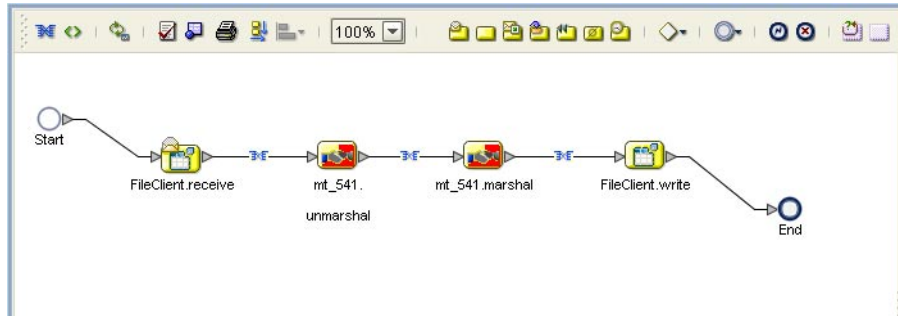 100%
Start
FileClient.receive
mt_541.
unmarshal
mt_541.marshal
FileClient.write
End